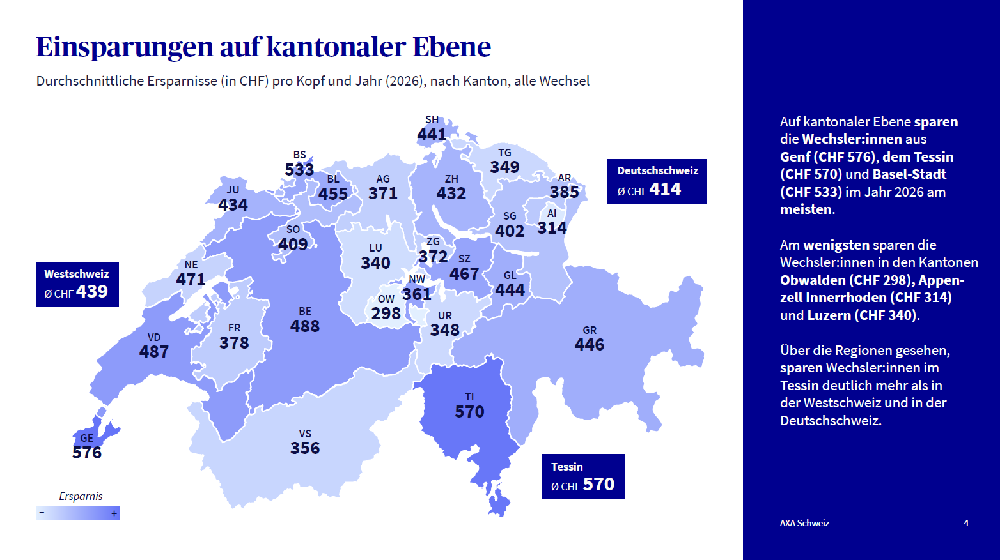 Einsparungen auf kantonaler Ebene
Durchschnittliche Ersparnisse (in CHF) pro Kopf und Jahr (2026), nach Kanton, alle Wechsel
SH
441
BS
533
BL
455
AG
371
ZH
432
TG
349
AR
385
JU
434
SO
409
LU
340
ZG
372
SZ
467
SG
402
AI
314
NE
471
NW
361
GL
444
OW
298
UR
348
BE
488
FR
378
VD
487
GR
446
TI
570
VS
356
GE
576
Deutschschweiz
Ø CHF 414
Westschweiz
Ø CHF 439
Tessin
Ø CHF 570
Ersparnis
− +
Auf kantonaler Ebene sparen
die Wechsler:innen aus
Genf (CHF 576), dem Tessin
(CHF 570) und Basel-Stadt
(CHF 533) im Jahr 2026 am
meisten.
Am wenigsten sparen die
Wechsler:innen in den Kantonen
Obwalden (CHF 298), Appen-
zell Innerrhoden (CHF 314)
und Luzern (CHF 340).
Über die Regionen gesehen,
sparen Wechsler:innen im
Tessin deutlich mehr als in
der Westschweiz und in der
Deutschschweiz.
AXA Schweiz
4